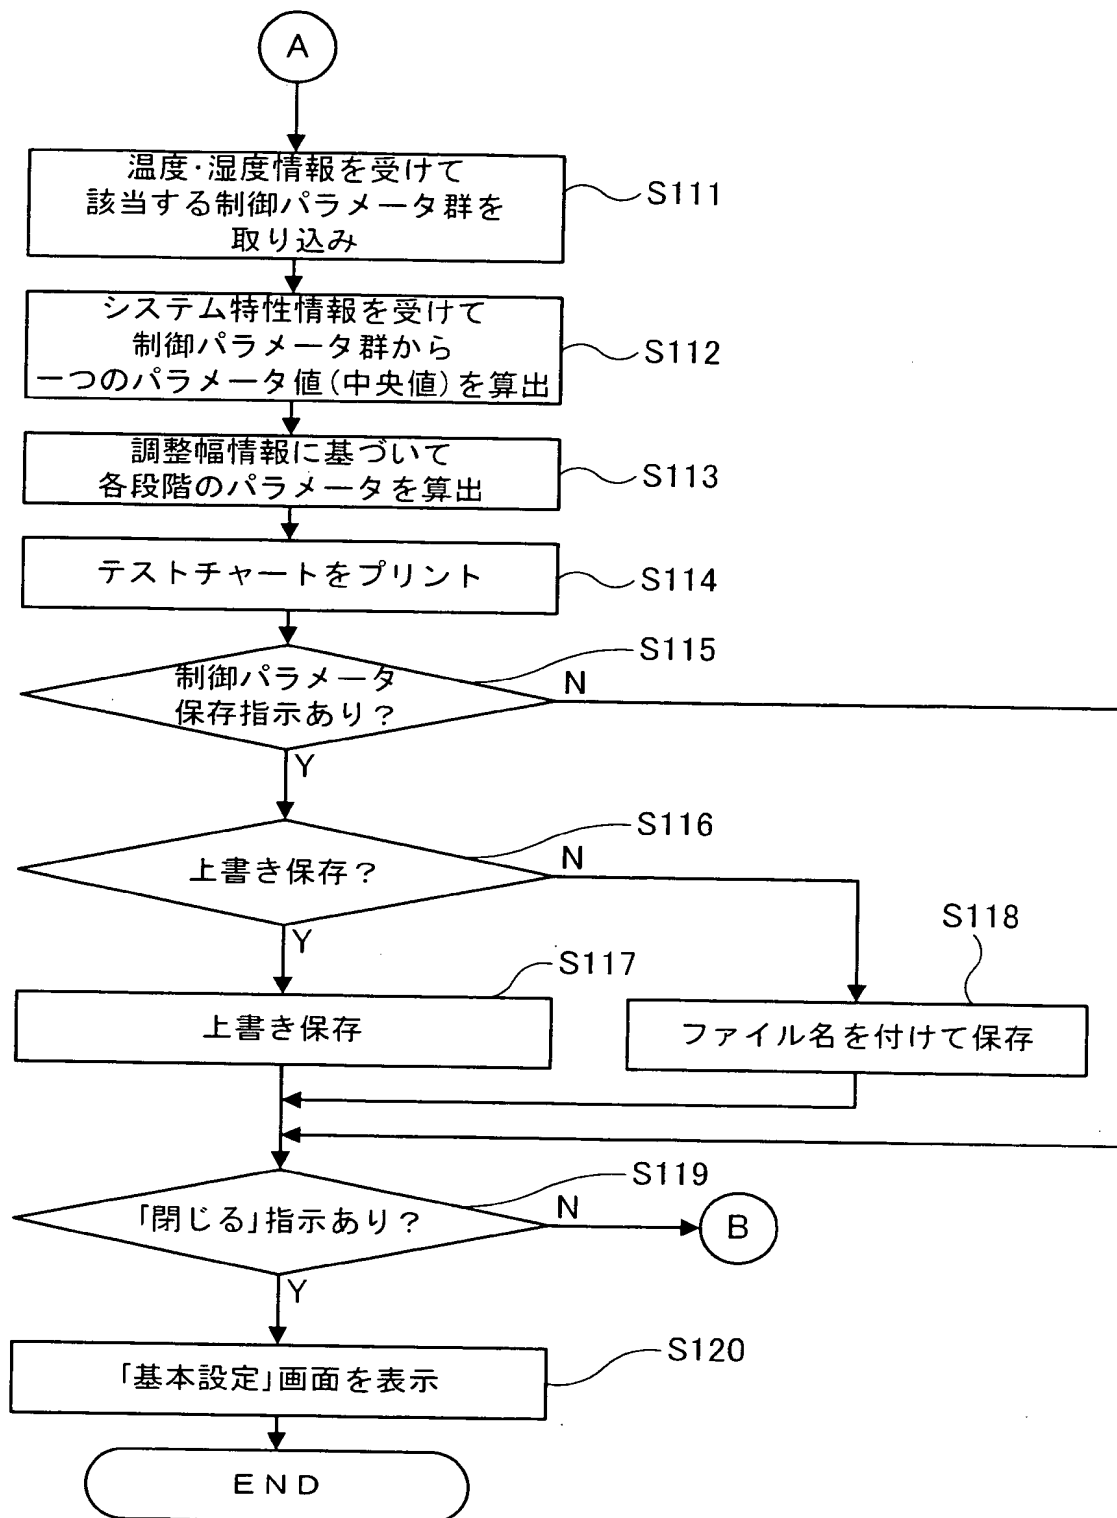 A
温度・湿度情報を受けて
該当する制御パラメータ群を
取り込み
S111
システム特性情報を受けて
制御パラメータ群から
一つのパラメータ値(中央値)を算出
S112
調整幅情報に基づいて
各段階のパラメータを算出
S113
テストチャートをプリント
S114
制御パラメータ
保存指示あり?
S115
N
Y
上書き保存?
S116
N
Y
上書き保存
S117
ファイル名を付けて保存
S118
「閉じる」指示あり?
S119
N
B
Y
「基本設定」画面を表示
S120
END